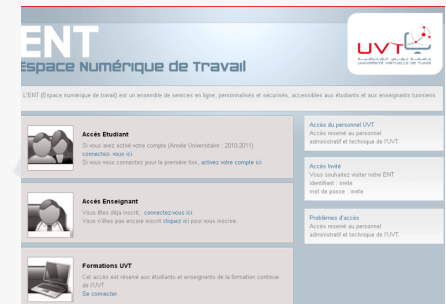 ENT
Espace Numérique de Travail
UVT
UNIVERSITÉ VIRTUELLE DE TUNIS
L'ENT (Espace numérique de travail) est un ensemble de services en ligne, personnalisés et sécurisés, accessibles aux étudiants et aux enseignants tunisiens.
Accès Etudiant
Si vous avez activé votre compte (Année Universitaire : 2010-2011)
connectez- vous ici.
Si vous vous connectez pour la première fois, activez votre compte ici
Accès Enseignant
Vous êtes déjà inscrit, connectez-vous ici.
Vous n'êtes pas encore inscrit cliquez ici pour vous inscrire.
Formations UVT
Cet accès est réservé aux étudiants et enseignants de la formation continue
de l'UVT
Se connecter
Accès du personnel UVT
Accès reservé au personnel
administratif et technique de l'UVT.
Accès Invité
Vous souhaitez visiter notre ENT
identifiant : invite
mot de passe : invite
Problèmes d'accès
Accès reservé au personnel
administratif et technique de l'UVT.